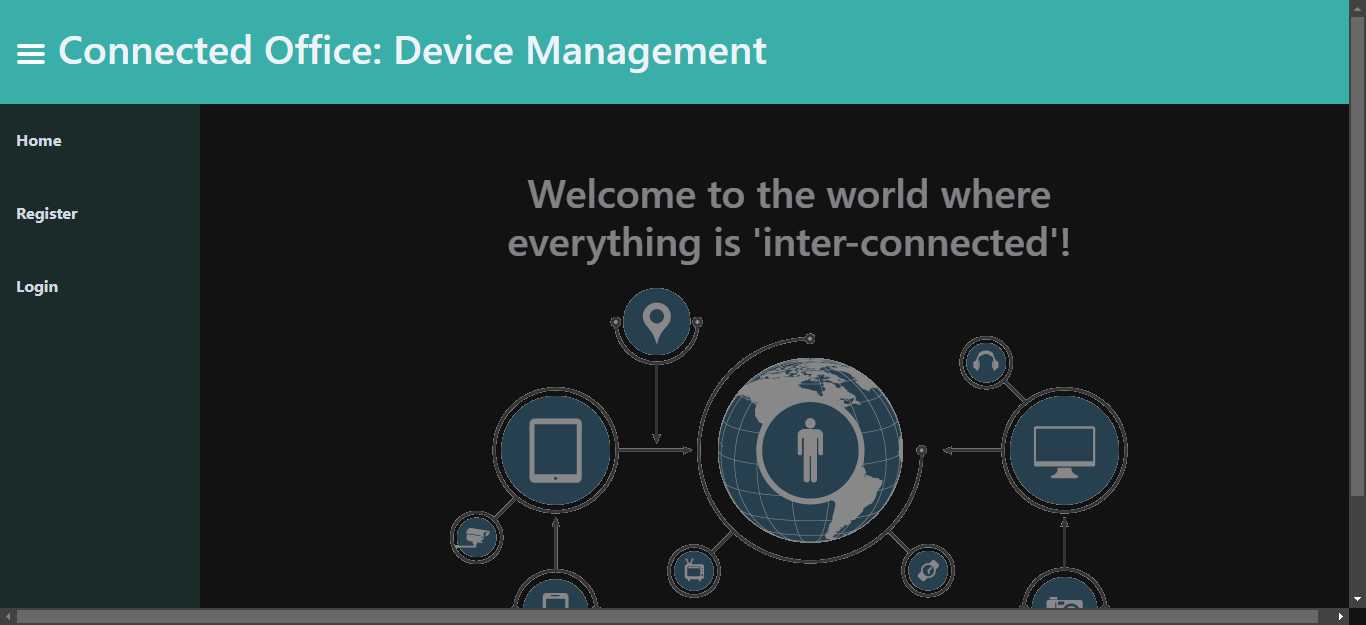 Connected Office: Device Management
Home
Register
Login
Welcome to the world where
everything is 'inter-connected'!